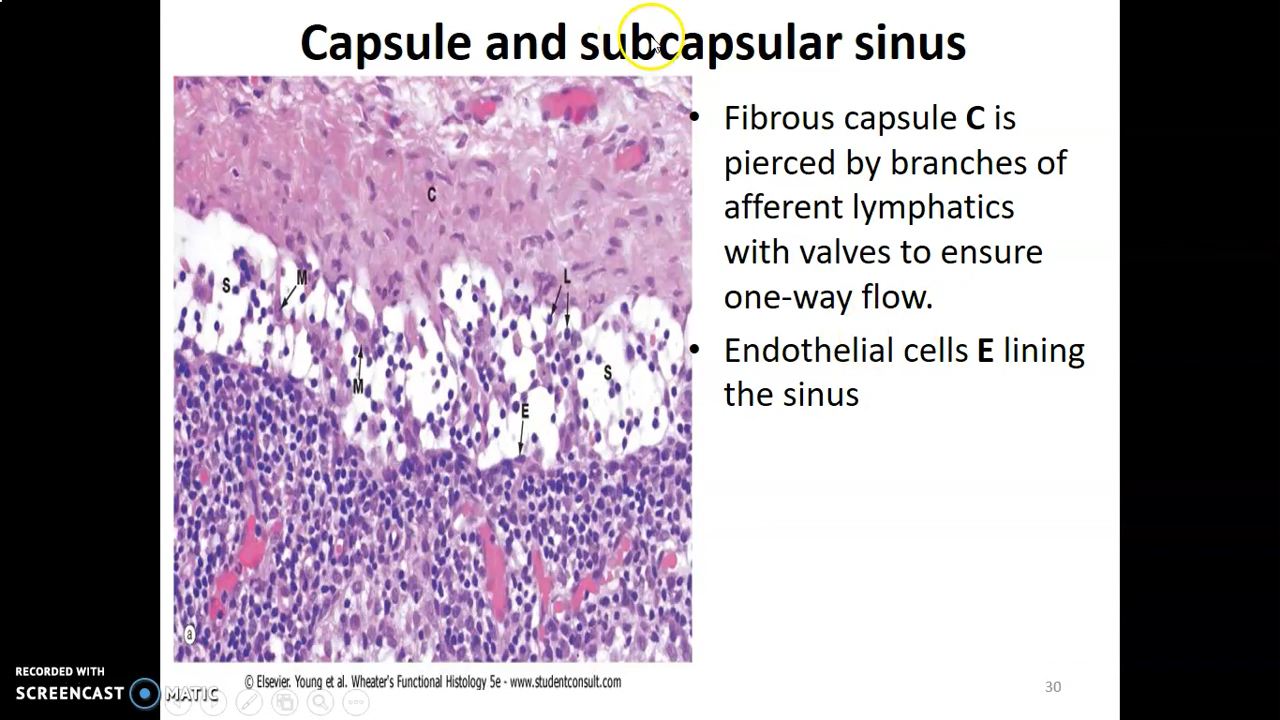 Capsule and subcapsular sinus
C
L
M
S
S
M
E
a
• Fibrous capsule C is
pierced by branches of
afferent lymphatics
with valves to ensure
one-way flow.
• Endothelial cells E lining
the sinus
© Elsevier. Young et al. Wheater's Functional Histology 5e - www.studentconsult.com
30
RECORDED WITH
SCREENCAST MATIC